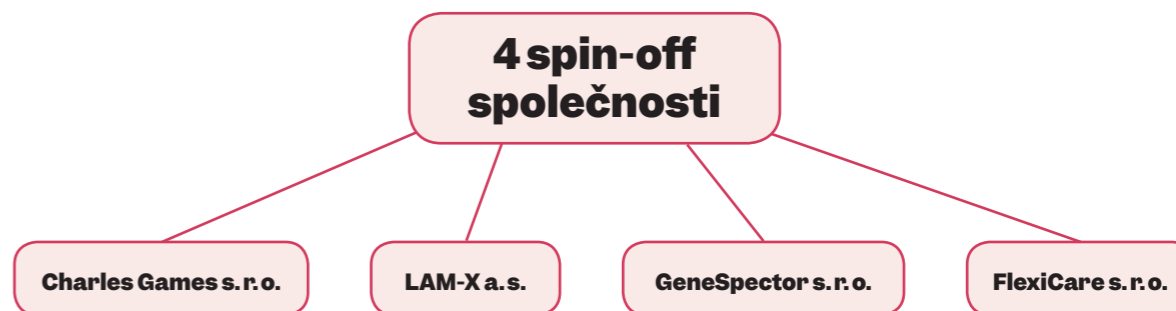 4 spin-off
společnosti
Charles Games s. r. o.
LAM-X a. s.
GeneSpector s. r. o.
FlexiCare s. r. o.